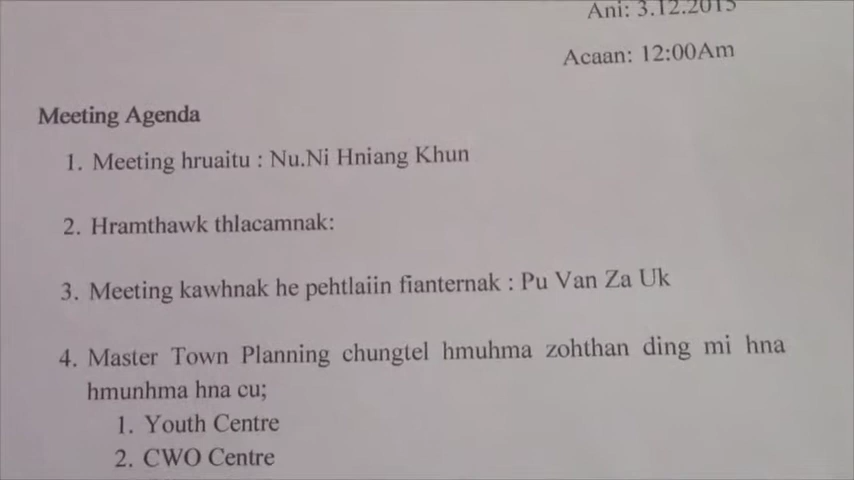 Ani: 3.12.2015
Acaan: 12:00Am
Meeting Agenda
1. Meeting hruaitu : Nu.Ni Hniang Khun
2. Hramthawk thlacamnak:
3. Meeting kawhnak he pehtlaiin fianternak : Pu Van Za Uk
4. Master Town Planning chungtel hmuhma zohthan ding mi hna
hmunhma hna cu;
1. Youth Centre
2. CWO Centre